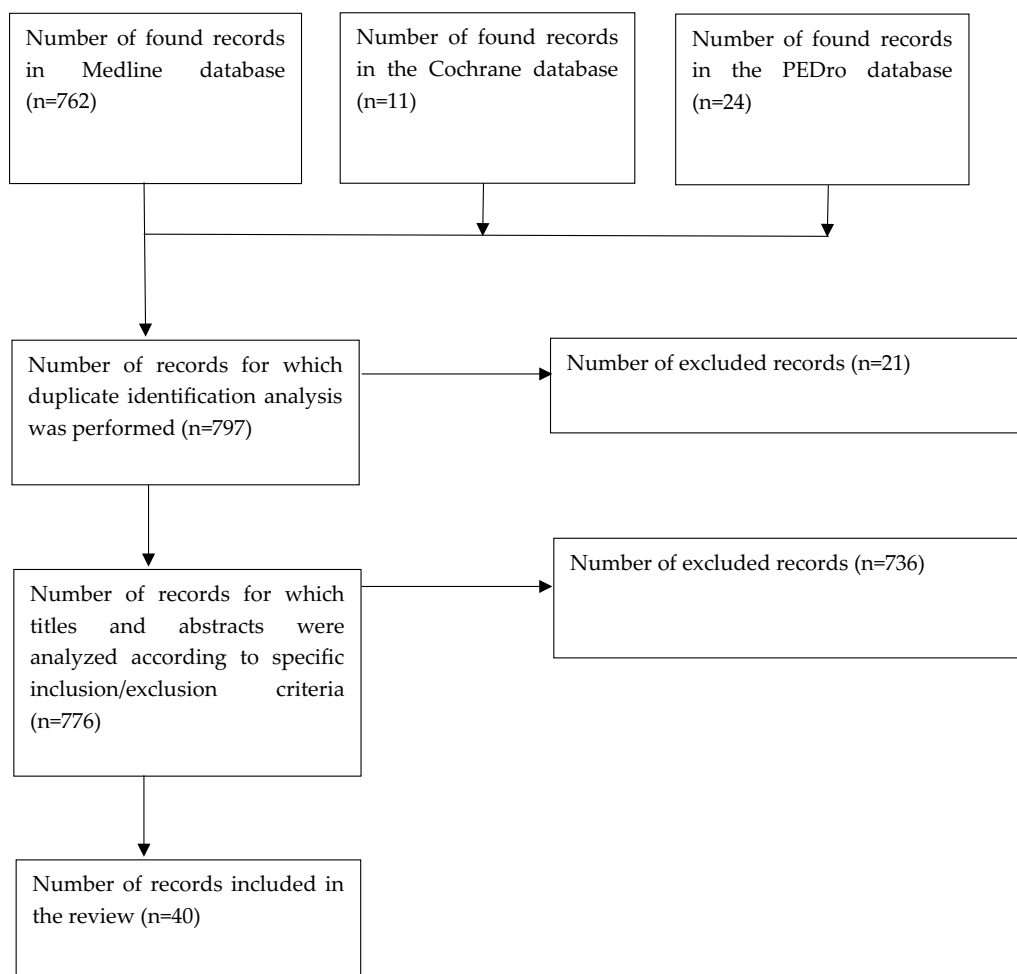 Number of found records
in Medline database
(n=762)
Number of found records
in the Cochrane database
(n=11)
Number of found records
in the PEDro database
(n=24)
Number of records for which
duplicate identification analysis
was performed (n=797)
Number of excluded records (n=21)
Number of records for which
titles and abstracts were
analyzed according to specific
inclusion/exclusion criteria
(n=776)
Number of excluded records (n=736)
Number of records included in
the review (n=40)